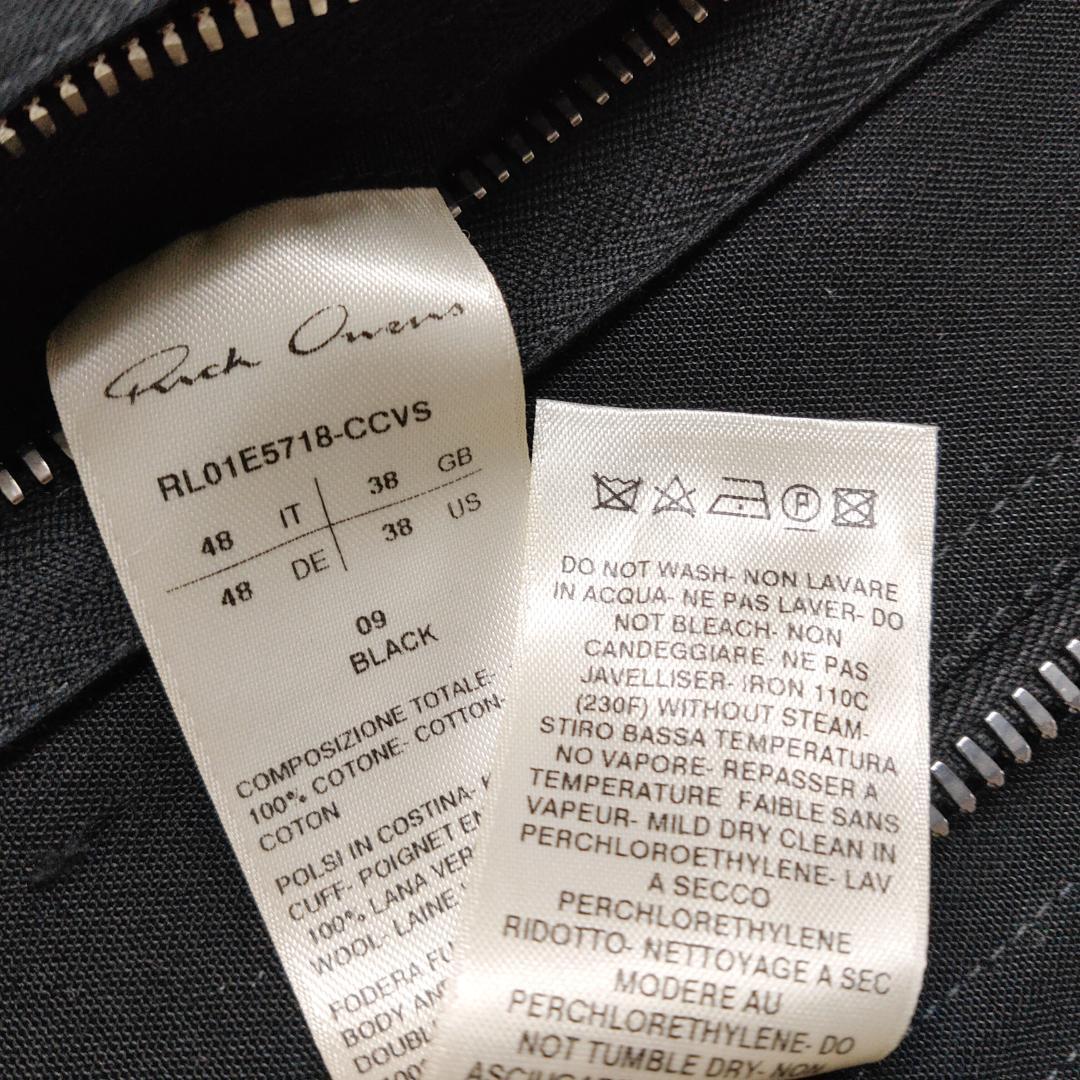 Rick Owens
RL01E5718-CCVS
48 IT 38 GB
48 DE 38 US
09
BLACK
COMPOSIZIONE TOTALE-
100% COTONE- COTTON-
COTON
POLSI IN COSTINA-
CUFF- POIGNET EN
100% LANA VER
WOOL- LAINE
FODERA FU
BODY AN
DOUBL
100
DO NOT WASH- NON LAVARE
IN ACQUA- NE PAS LAVER- DO
NOT BLEACH- NON
CANDEGGIARE- NE PAS
JAVELLISER- IRON 110C
(230F) WITHOUT STEAM-
STIRO BASSA TEMPERATURA
NO VAPORE- REPASSER A
TEMPERATURE FAIBLE SANS
VAPEUR- MILD DRY CLEAN IN
PERCHLOROETHYLENE- LAV
A SECCO
PERCHLORETHYLENE
RIDOTTO- NETTOYAGE A SEC
MODERE AU
PERCHLORETHYLENE- DO
NOT TUMBLE DRY- NON